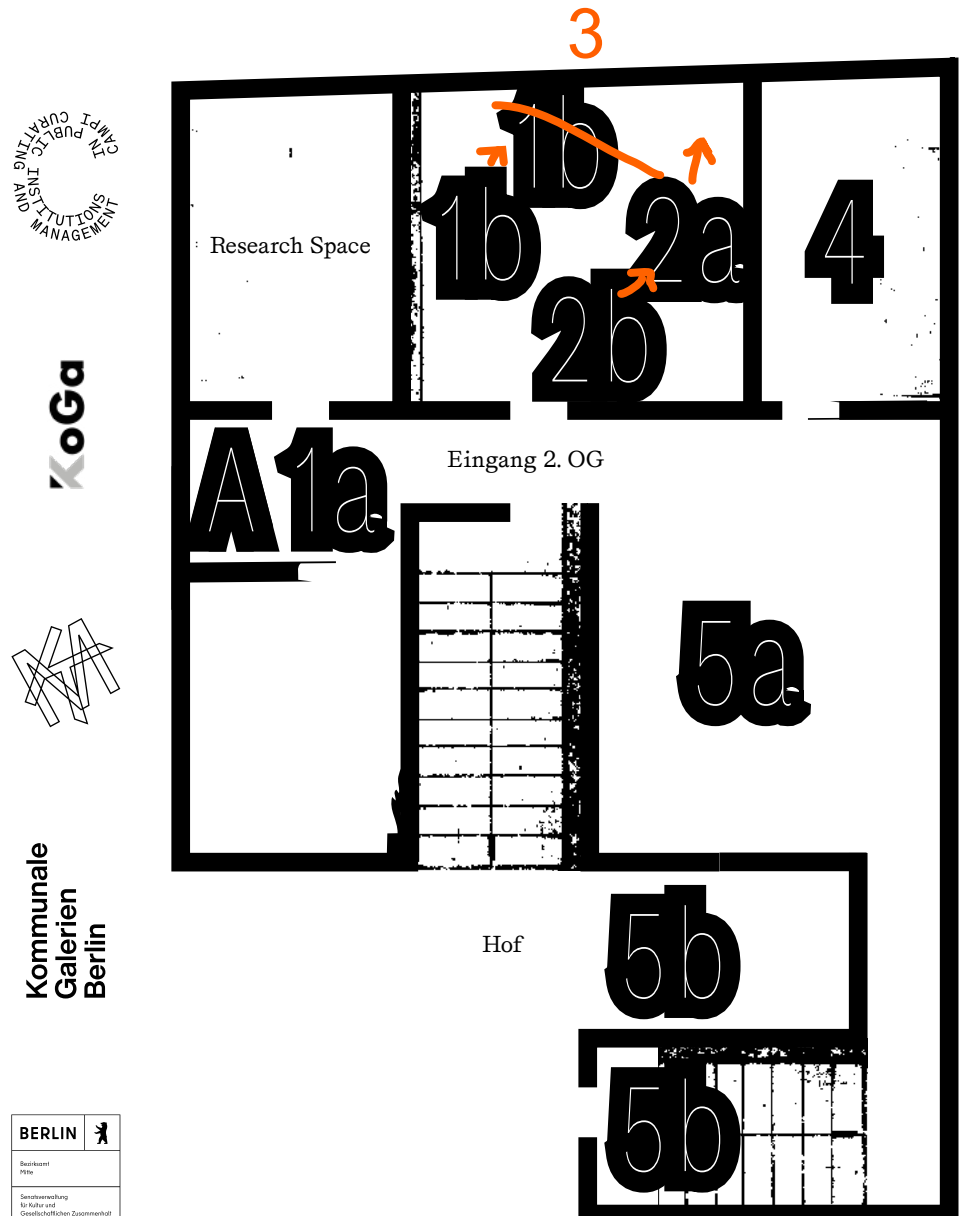 3
CAMPI
IN PUBLIC INSTITUTIONS
CURATING AND MANAGEMENT
1b
1b
2a
4
Research Space
2b
KoGa
A 1a
Eingang 2. OG
5a
Kommunale
Galerien
Berlin
Hof
5b
5b
BERLIN
Bezirksamt
Mitte
Senatsverwaltung
für Kultur und
Gesellschaftlichen Zusammenhalt